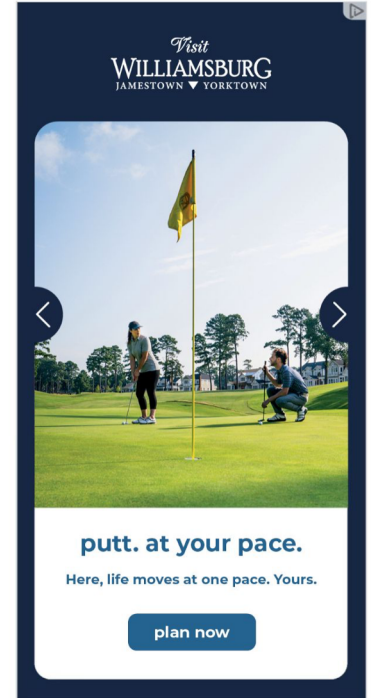 Visit
WILLIAMSBURG
JAMESTOWN YORKTOWN
putt. at your pace.
Here, life moves at one pace. Yours.
plan now